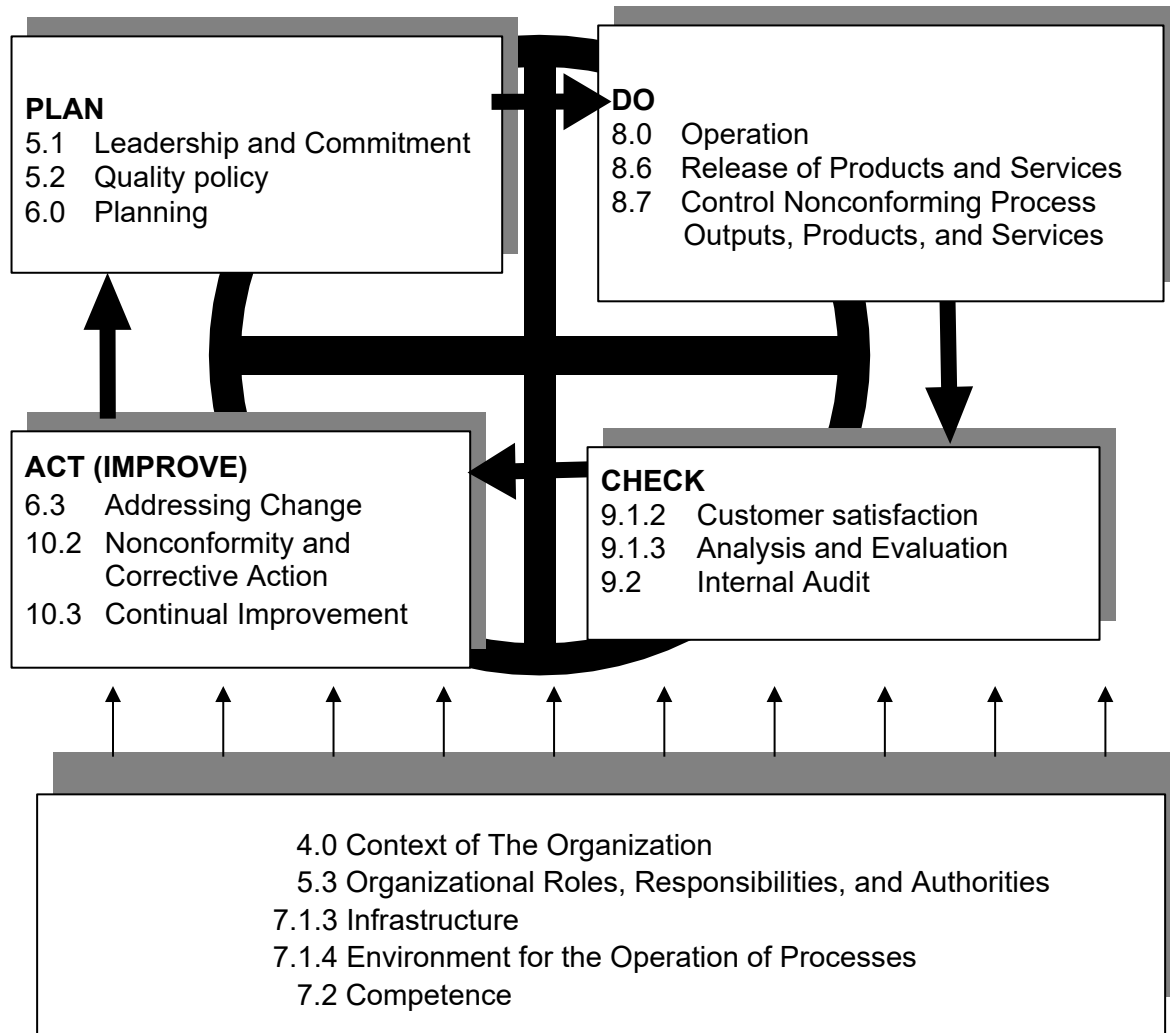 PLAN
5.1 Leadership and Commitment
5.2 Quality policy
6.0 Planning
DO
8.0 Operation
8.6 Release of Products and Services
8.7 Control Nonconforming Process
Outputs, Products, and Services
ACT (IMPROVE)
6.3 Addressing Change
10.2 Nonconformity and
Corrective Action
10.3 Continual Improvement
CHECK
9.1.2 Customer satisfaction
9.1.3 Analysis and Evaluation
9.2 Internal Audit
4.0 Context of The Organization
5.3 Organizational Roles, Responsibilities, and Authorities
7.1.3 Infrastructure
7.1.4 Environment for the Operation of Processes
7.2 Competence